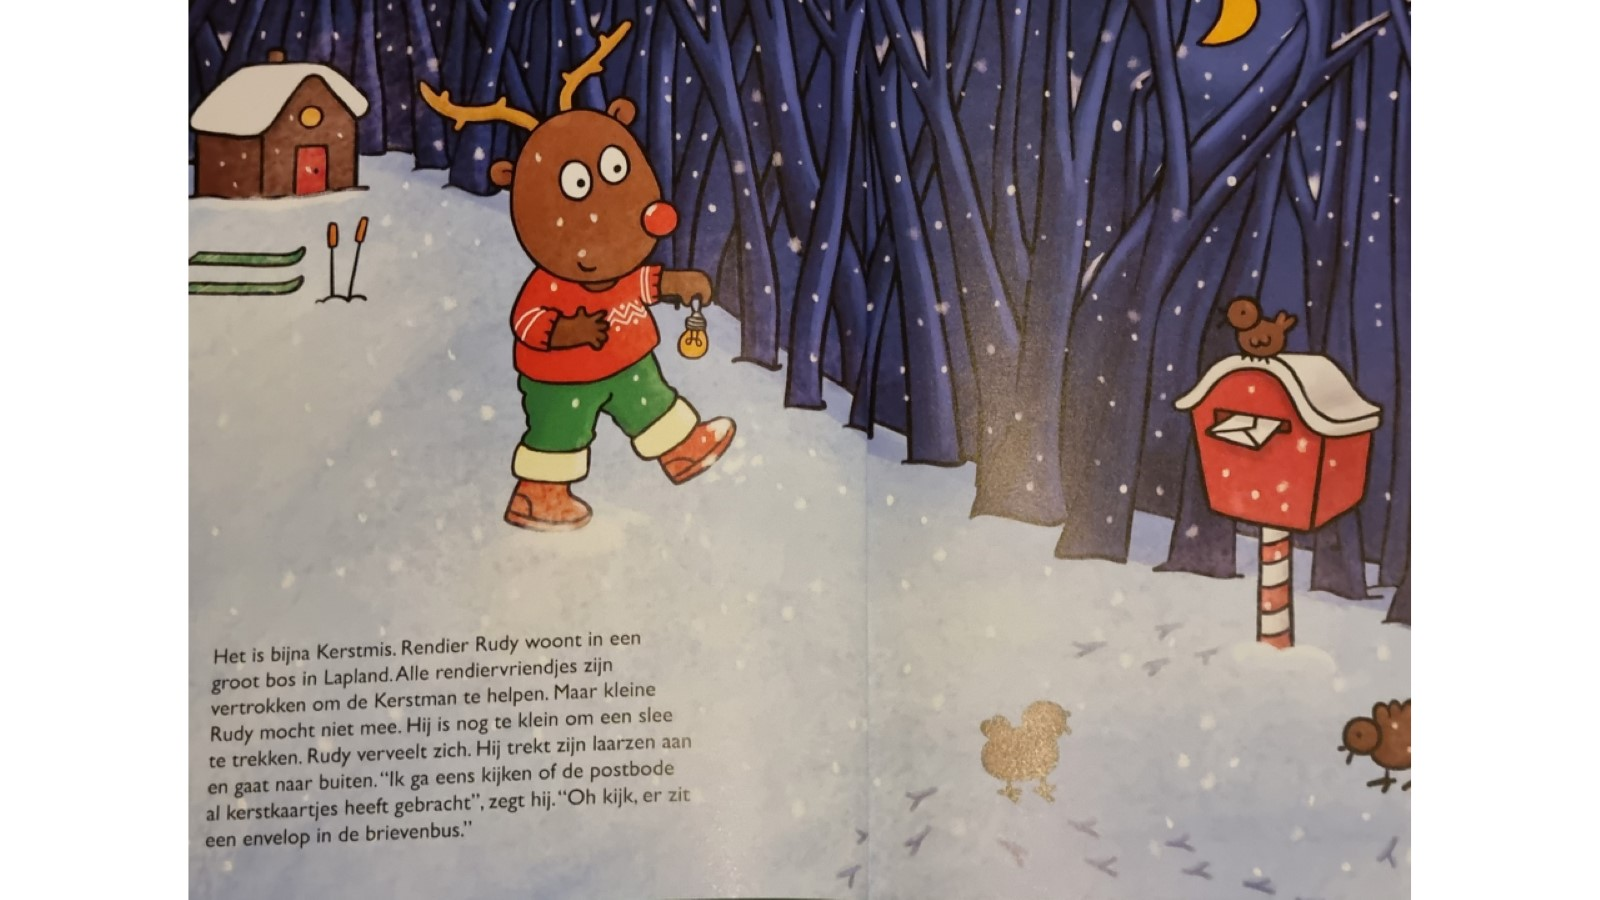 Het is bijna Kerstmis. Rendier Rudy woont in een
groot bos in Lapland. Alle rendiervriendjes zijn
vertrokken om de Kerstman te helpen. Maar kleine
Rudy mocht niet mee. Hij is nog te klein om een slee
te trekken. Rudy verveelt zich. Hij trekt zijn laarzen aan
en gaat naar buiten. “Ik ga eens kijken of de postbode
al kerstkaartjes heeft gebracht”, zegt hij. “Oh kijk, er zit
een envelop in de brievenbus.”